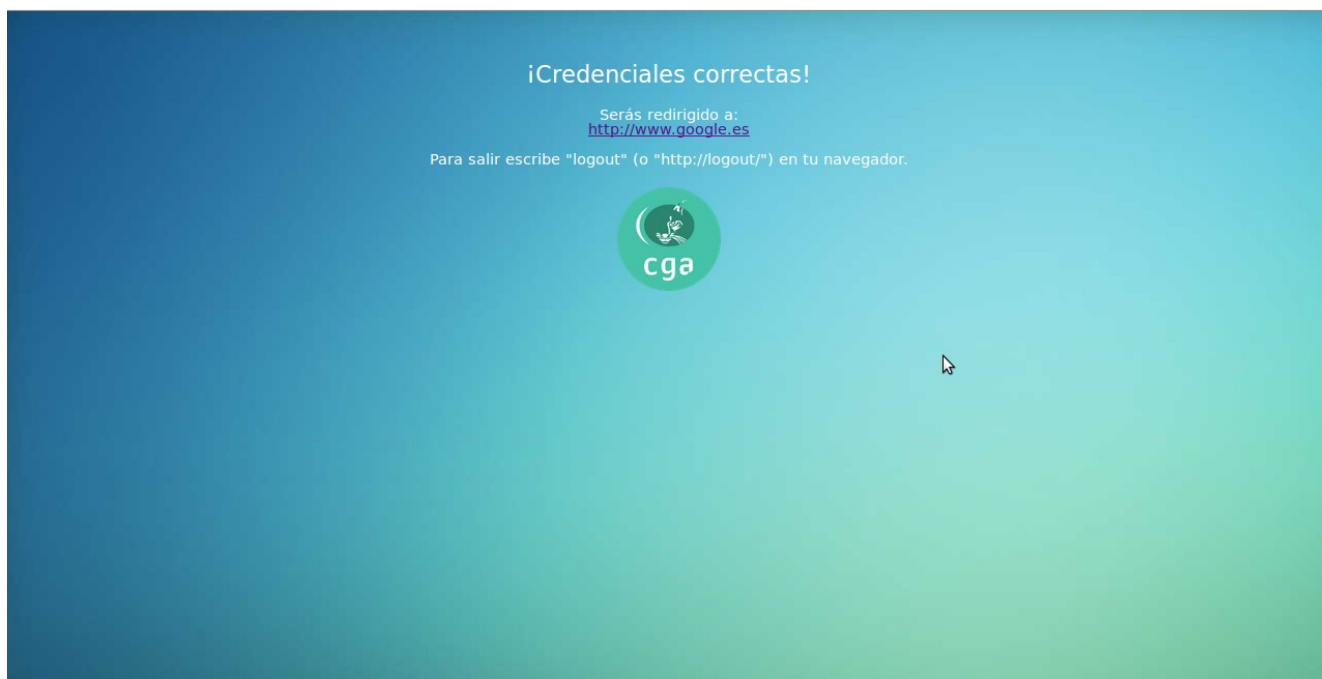 ¡Credenciales correctas!
Serás redirigido a:
http://www.google.es
Para salir escribe "logout" (o "http://logout/") en tu navegador.
cga